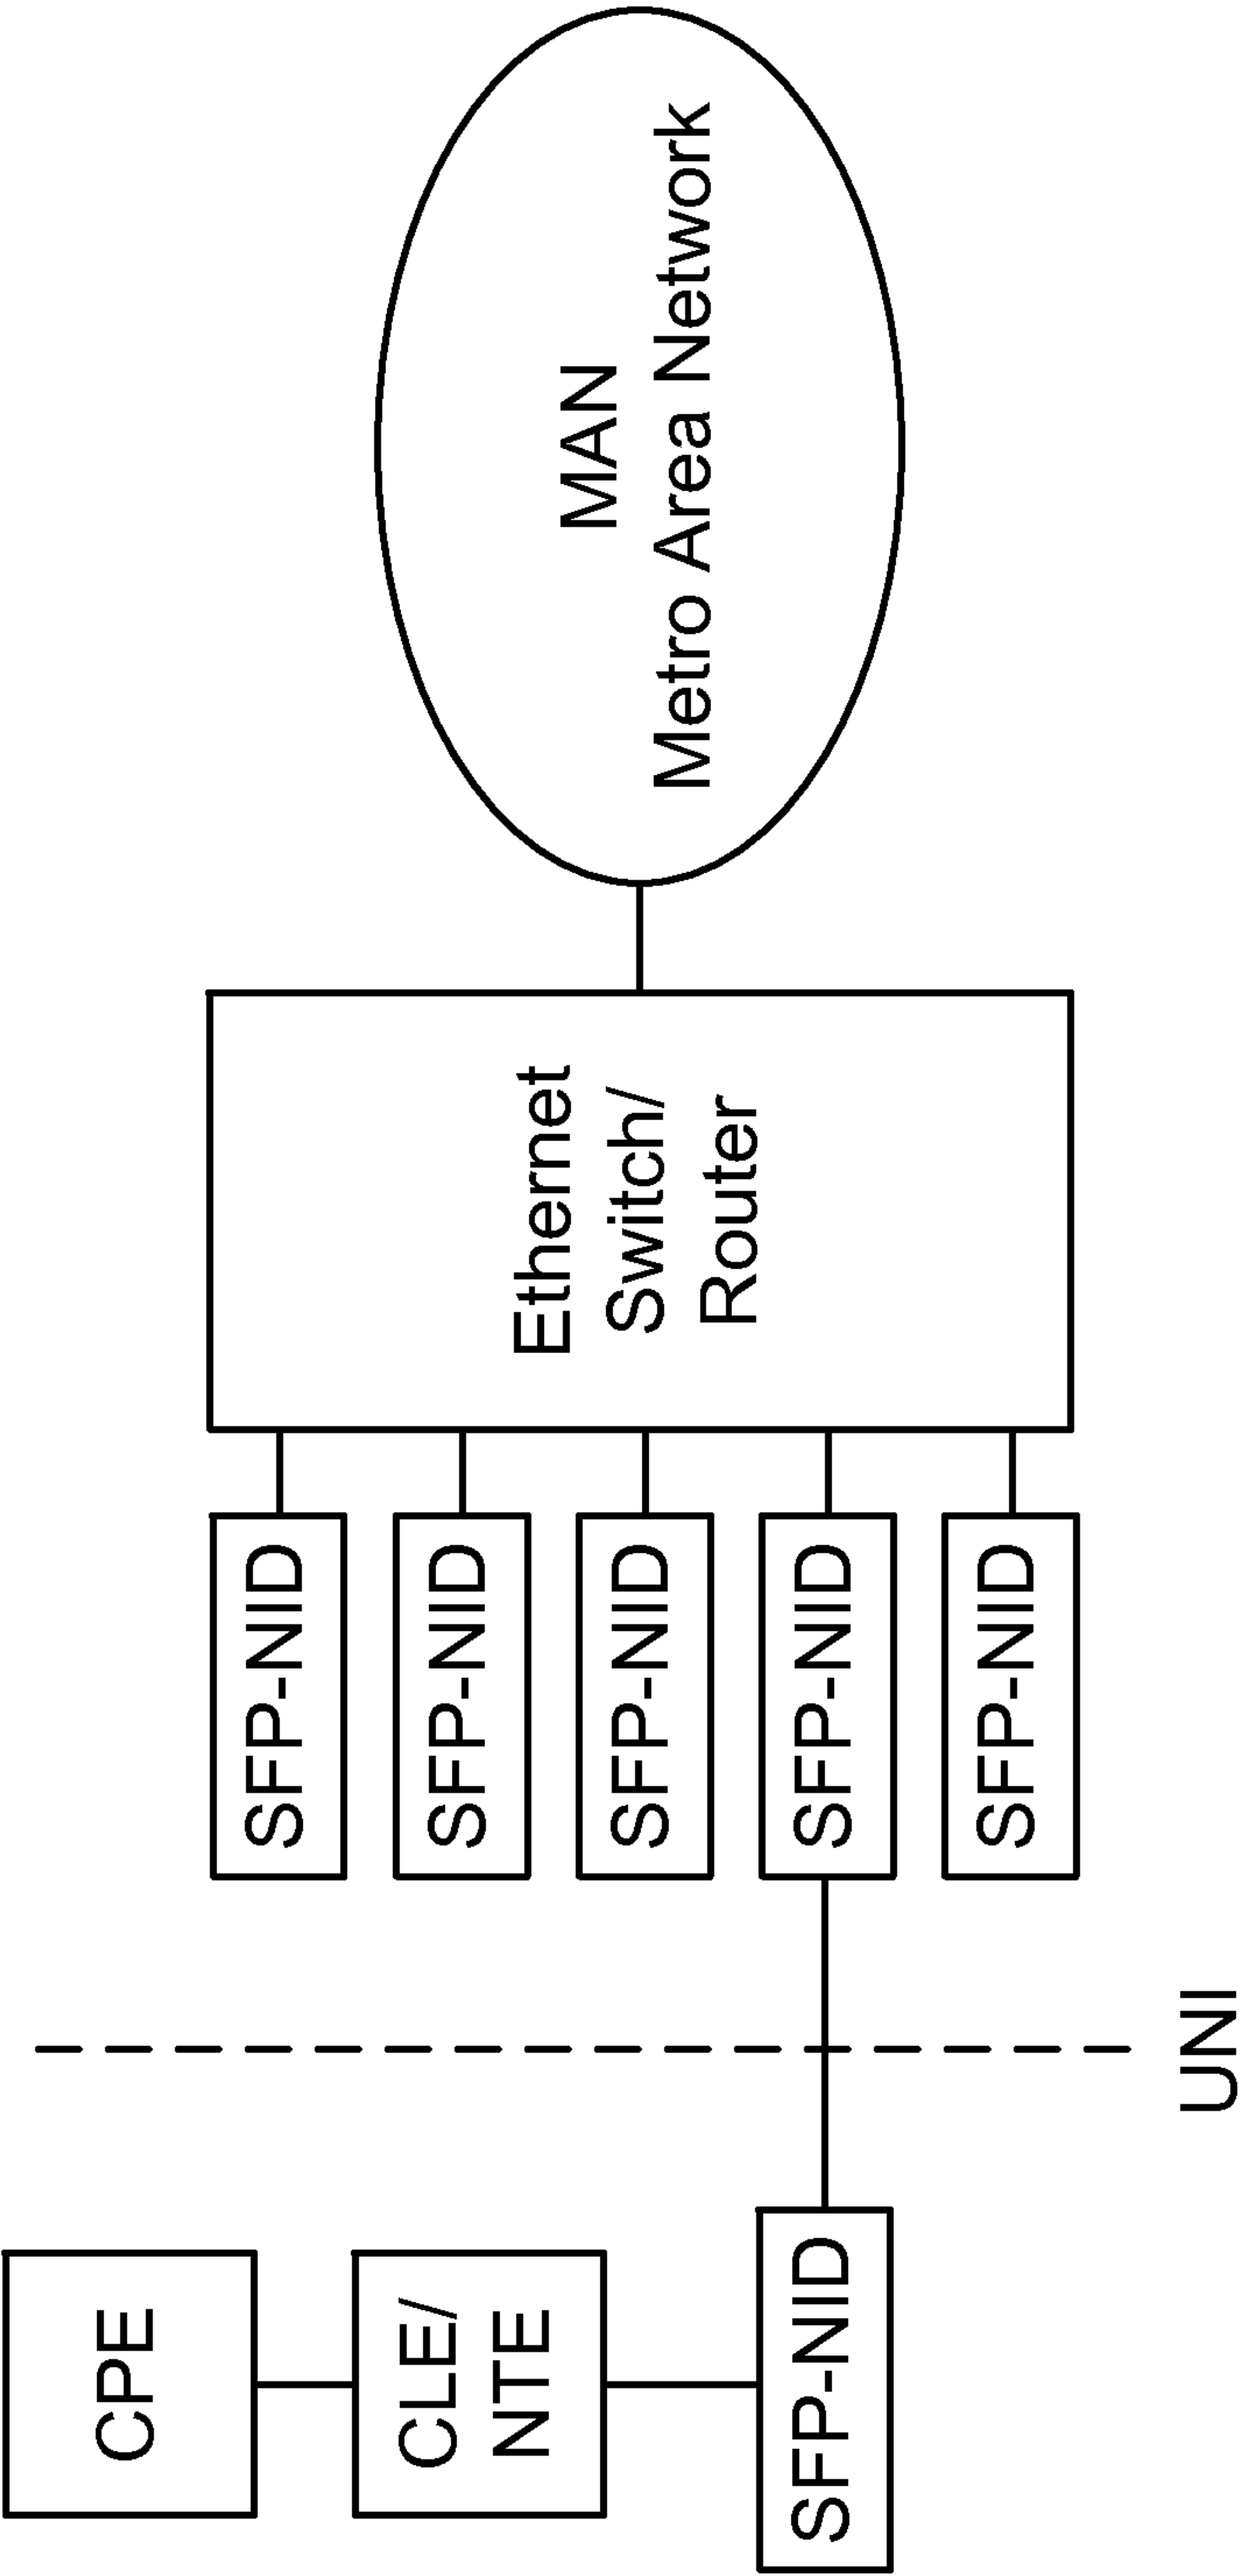 CPE
CLE/
NTE
SFP-NID
UNI
SFP-NID
SFP-NID
SFP-NID
SFP-NID
SFP-NID
Ethernet
Switch/
Router
MAN
Metro Area Network